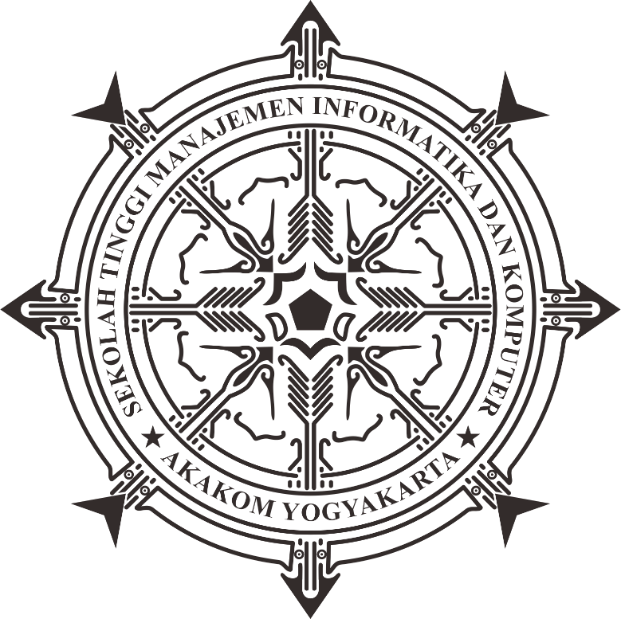 SEKOLAH TINGGI MANAJEMEN INFORMATIKA DAN KOMPUTER
AKAKOM YOGYAKARTA